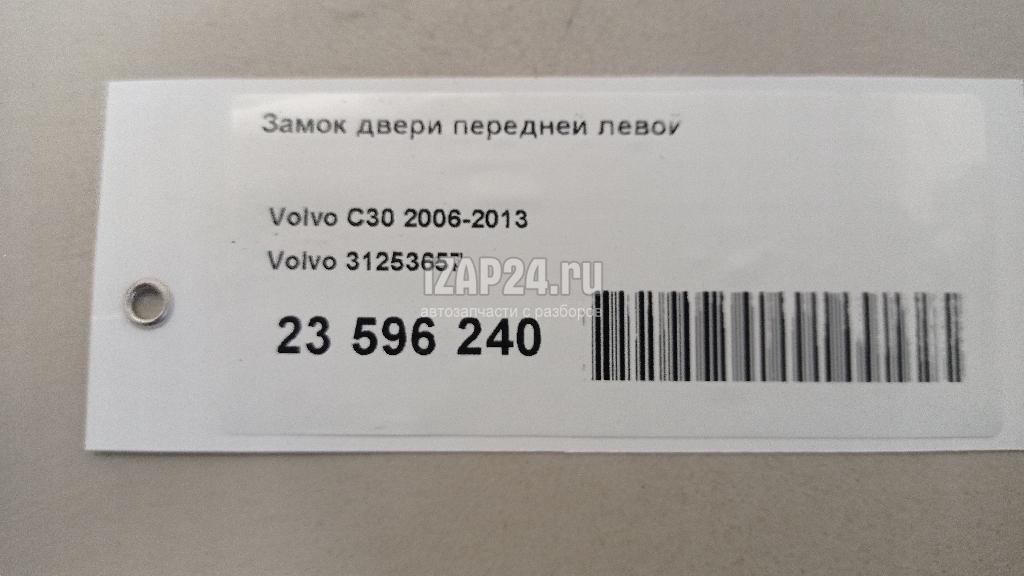 Замок двери передней левой
Volvo C30 2006-2013
Volvo 31253657
IZAP24.ru
автозапчасти с разборов
23 596 240